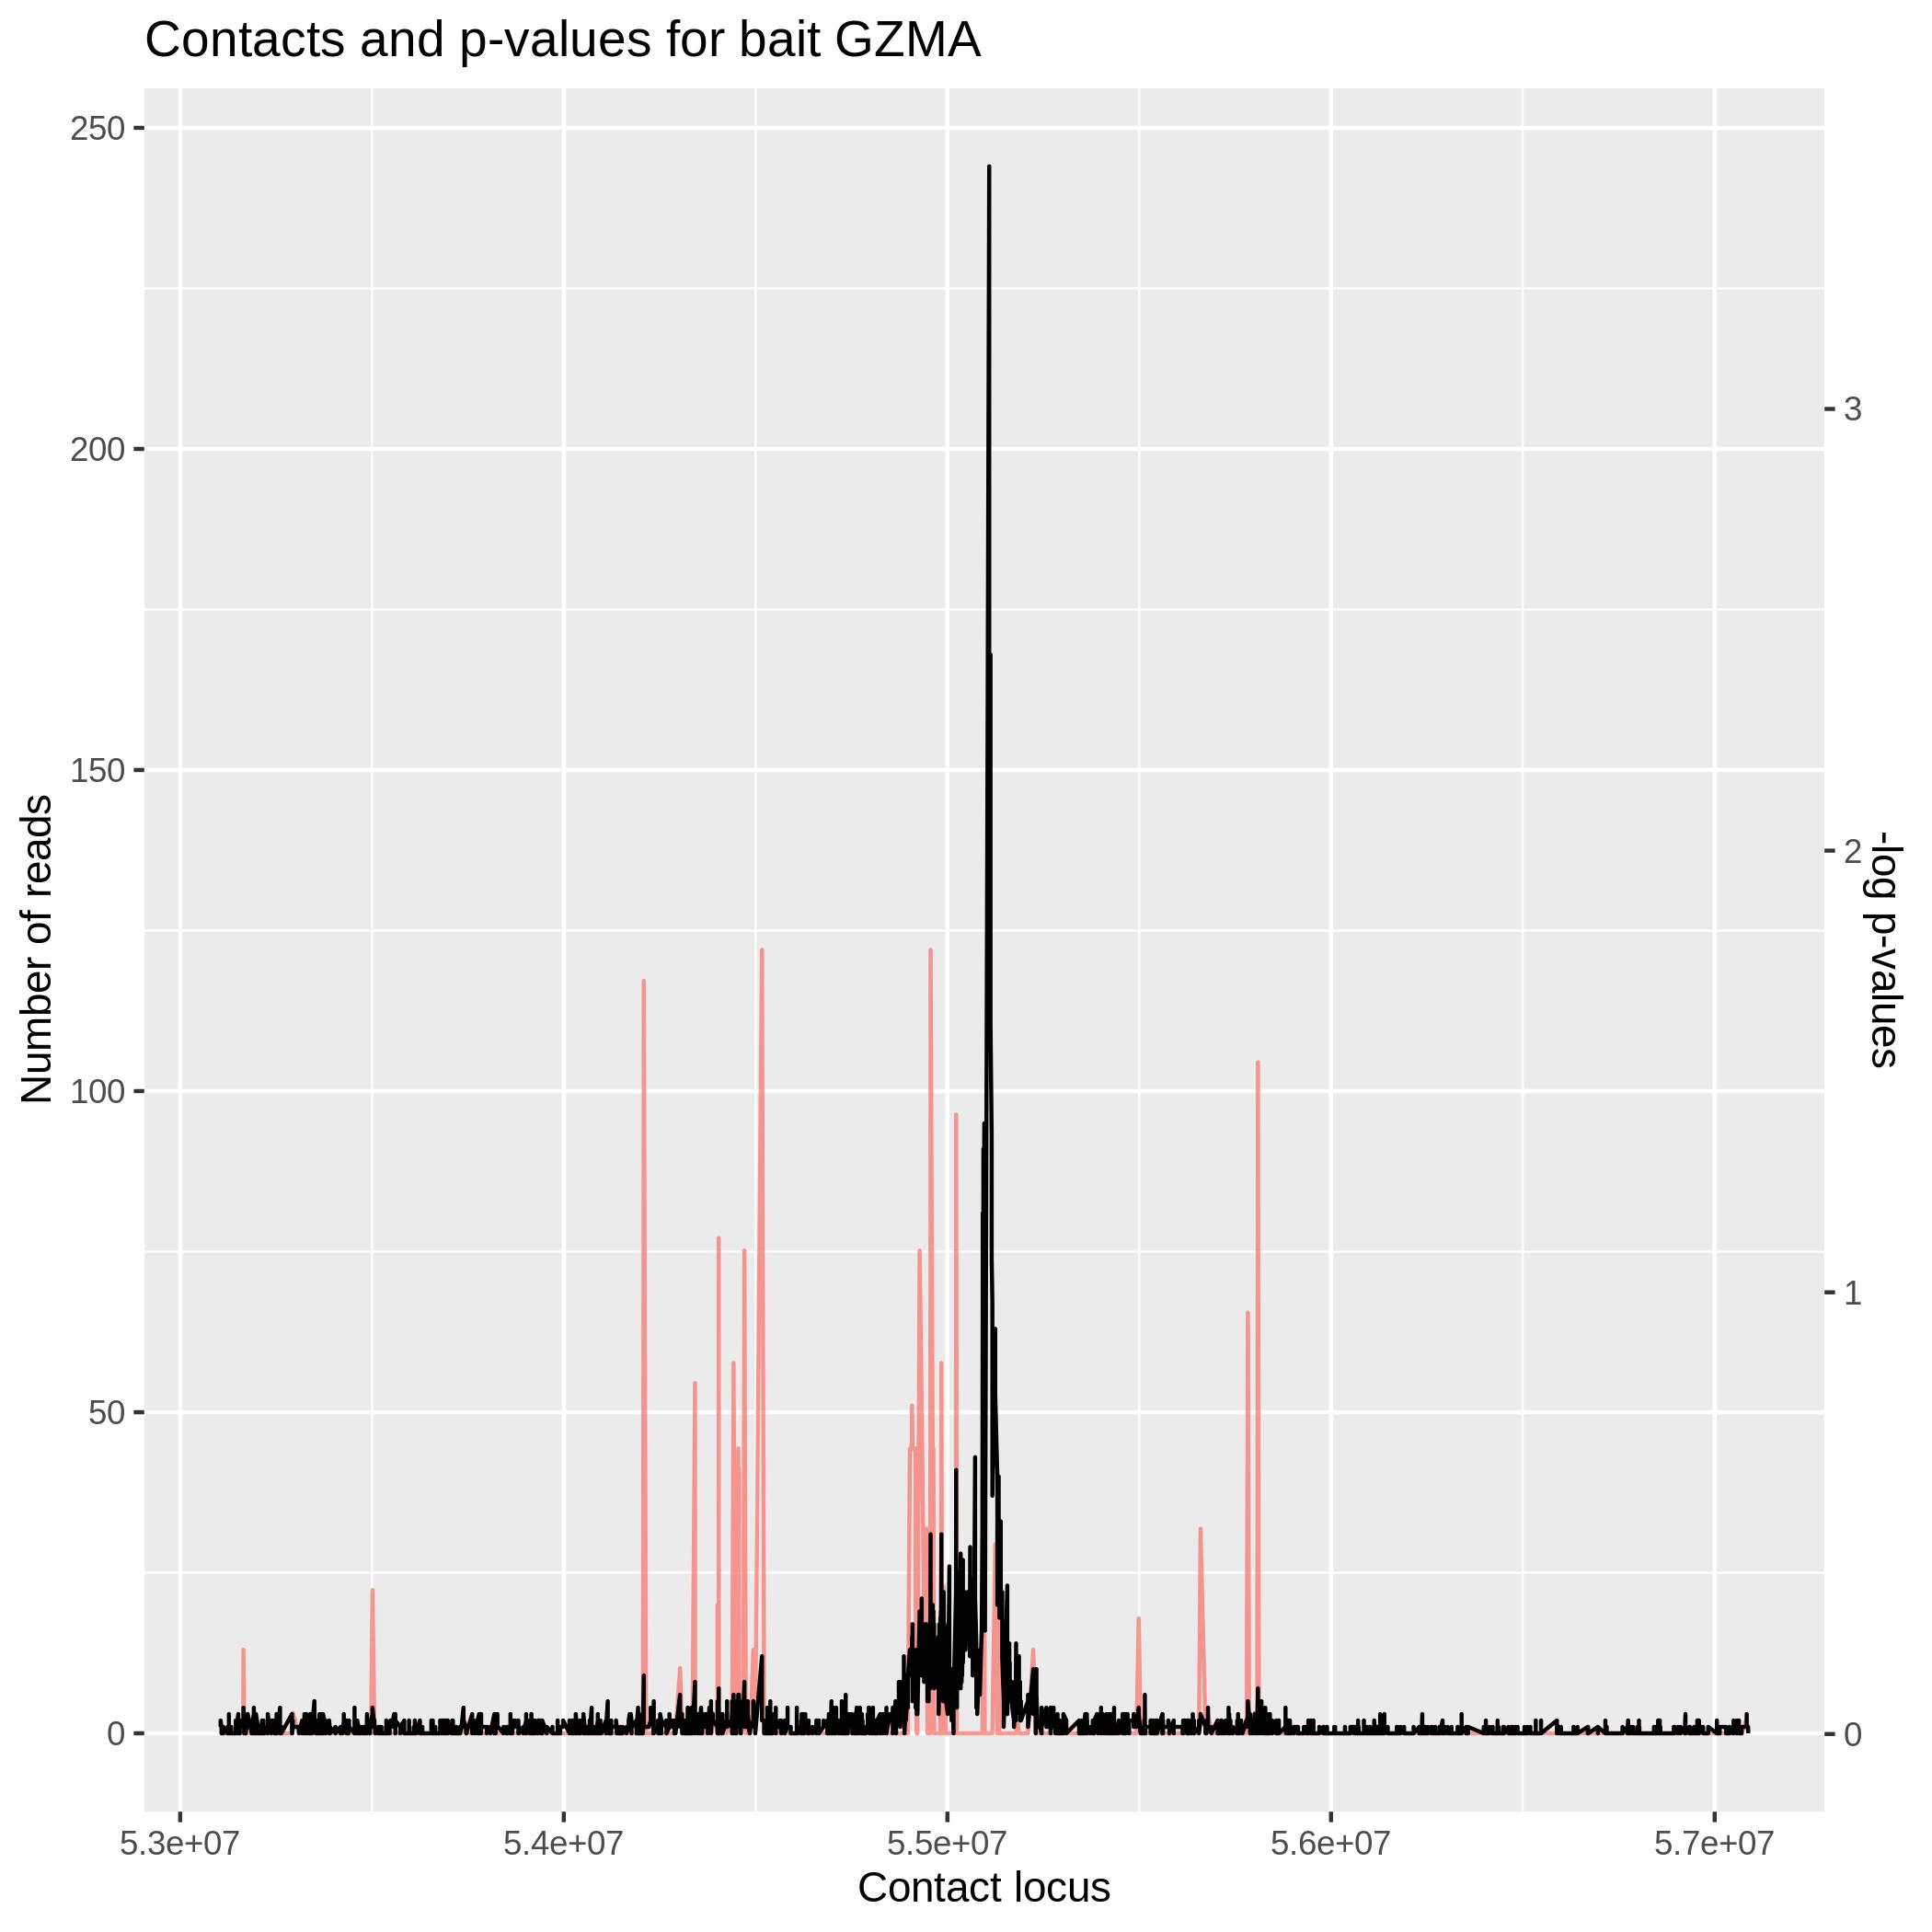 Contacts and p-values for bait GZMA
250
200
150
100
50
0
Number of reads
3
2
1
0
-log p-values
5.3e+07
5.4e+07
5.5e+07
5.6e+07
5.7e+07
Contact locus